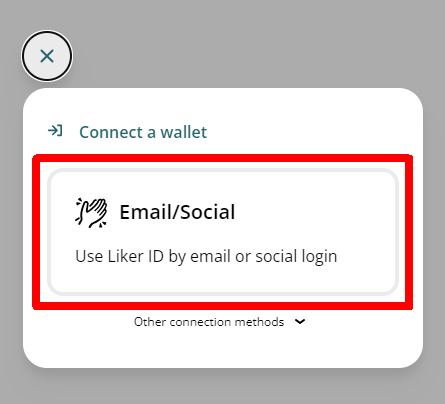 Connect a wallet
Email/Social
Use Liker ID by email or social login
Other connection methods